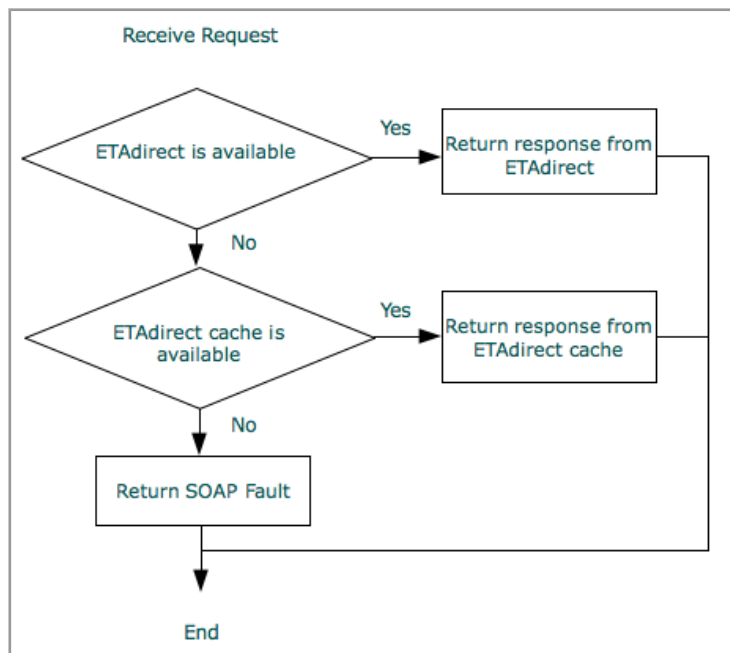 Receive Request
ETAdirect is available
Yes
Return response from
ETAdirect
No
ETAdirect cache is
available
Yes
Return response from
ETAdirect cache
No
Return SOAP Fault
End